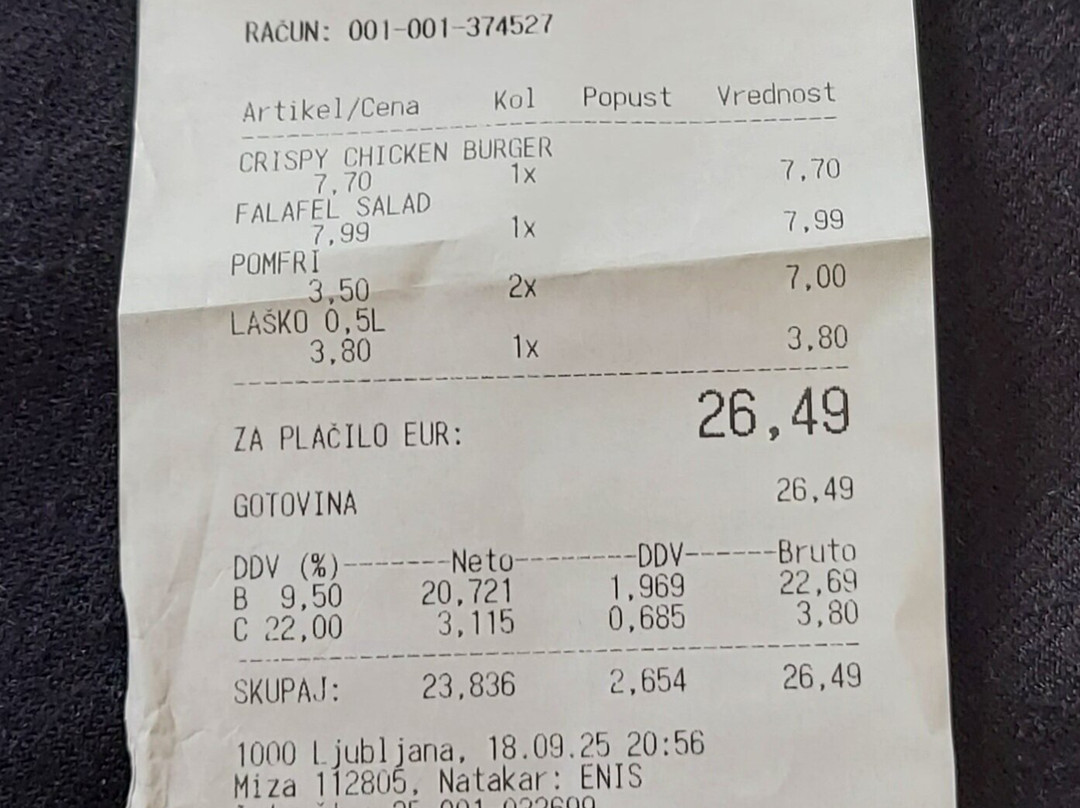 RAČUN: 001-001-374527
Artikel/Cena Kol Popust Vrednost
CRISPY CHICKEN BURGER
7,70 1x 7,70
FALAFEL SALAD
7,99 1x 7,99
POMFRI
3,50 2x 7,00
LAŠKO 0,5L
3,80 1x 3,80
ZA PLAČILO EUR: 26,49
GOTOVINA 26,49
DDV (%)-------Neto--------DDV------Bruto
B 9,50 20,721 1,969 22,69
C 22,00 3,115 0,685 3,80
SKUPAJ: 23,836 2,654 26,49
1000 Ljubljana, 18.09.25 20:56
Miza 112805, Natakar: ENIS